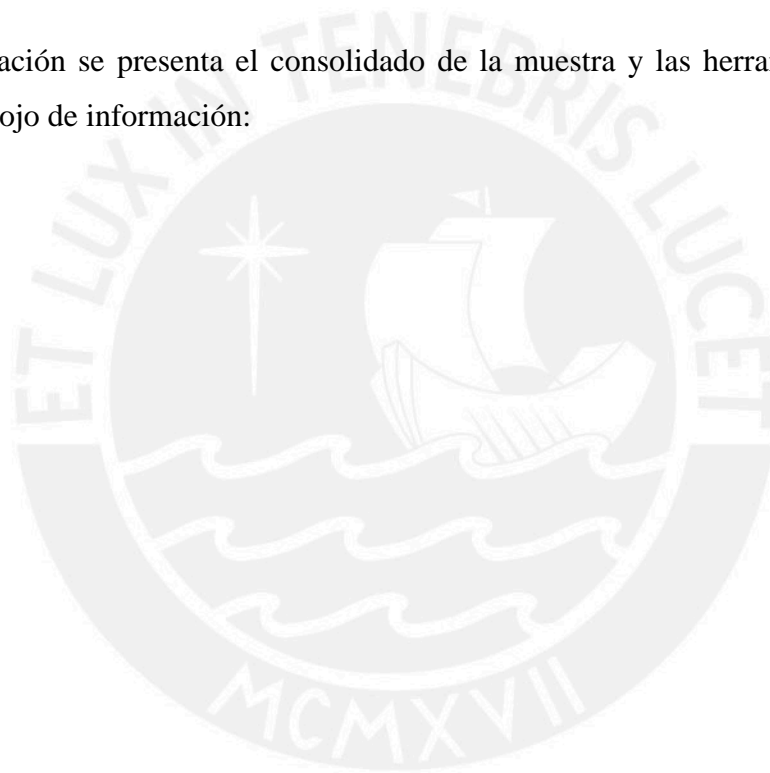 ación se presenta el consolidado de la muestra y las herra
ojo de información:
ET LUX IN TENEBRIS LUCET
MCMXVII